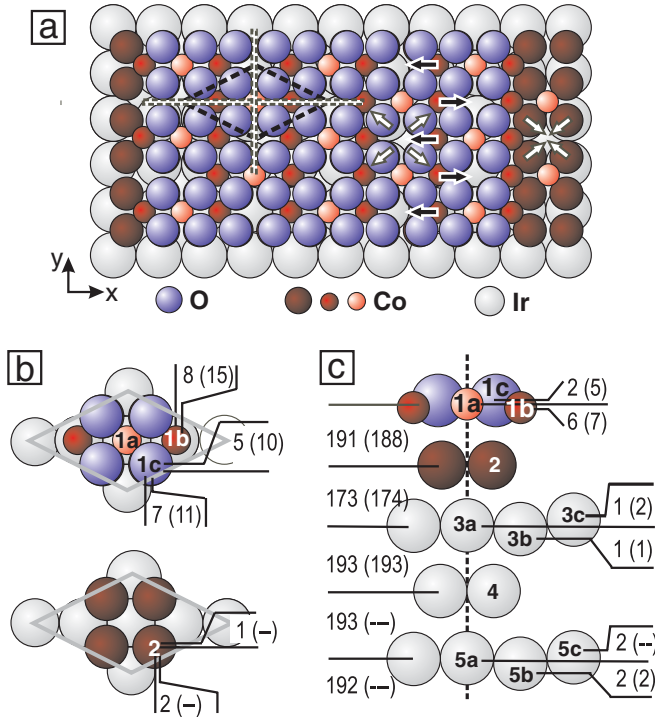 a
y
x
O
Co
Ir
b
8 (15)
1a
1b
5 (10)
1c
7 (11)
2
1 (–)
2 (–)
c
1c
2 (5)
1a
1b
6 (7)
191 (188)
2
173 (174)
3a
3b
3c
1 (2)
1 (1)
193 (193)
4
193 (---)
5a
5b
5c
2 (--)
2 (2)
192 (---)